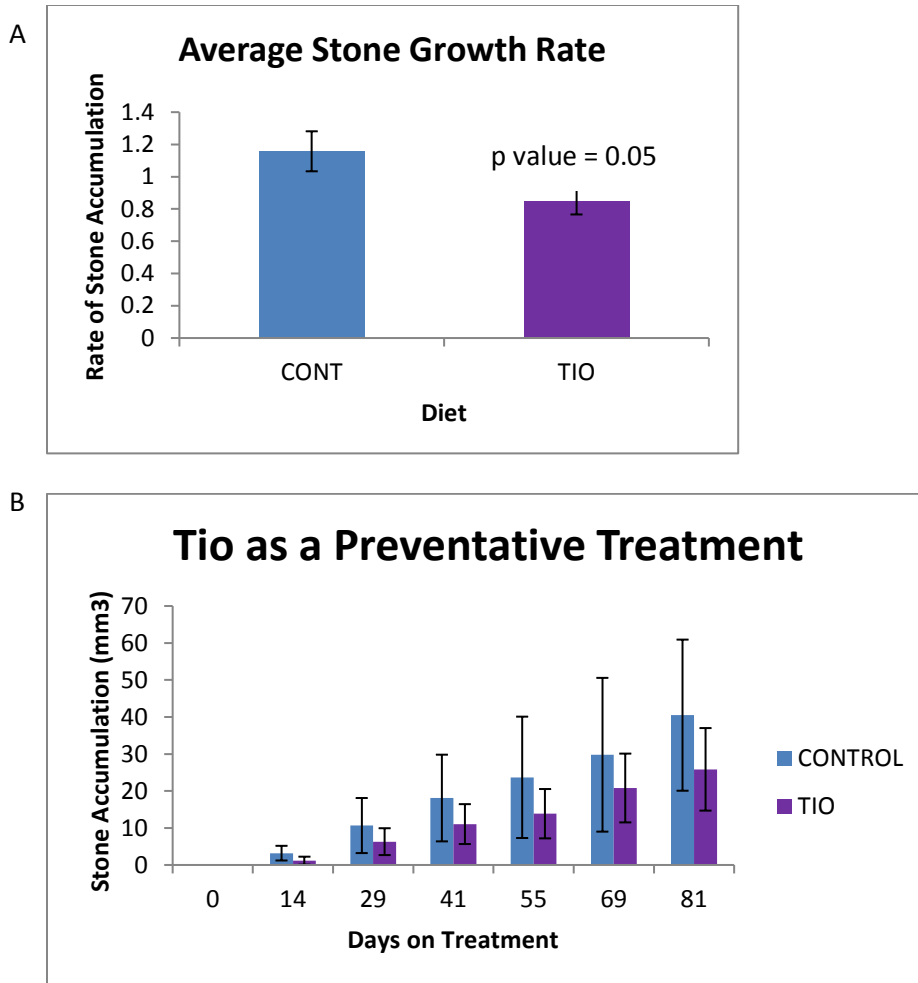 A
Average Stone Growth Rate
Rate of Stone Accumulation
1.4
1.2
1
0.8
0.6
0.4
0.2
0
p value = 0.05
CONT TIO
Diet
B
Tio as a Preventative Treatment
Stone Accumulation (mm3)
70
60
50
40
30
20
10
0
0 14 29 41 55 69 81
Days on Treatment
CONTROL
TIO